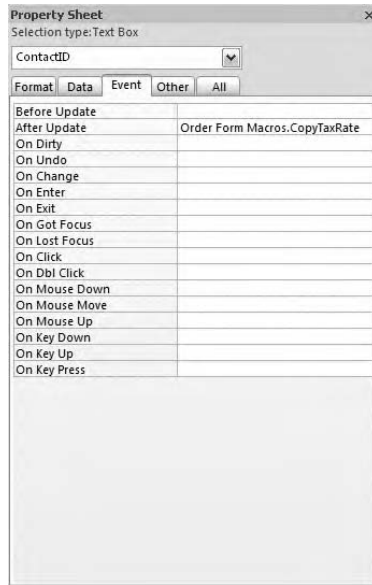 Property Sheet
Selection type:Text Box
ContactID
Format Data Event Other All
Before Update
After Update Order Form Macros.CopyTaxRate
On Dirty
On Undo
On Change
On Enter
On Exit
On Got Focus
On Lost Focus
On Click
On Dbl Click
On Mouse Down
On Mouse Move
On Mouse Up
On Key Down
On Key Up
On Key Press